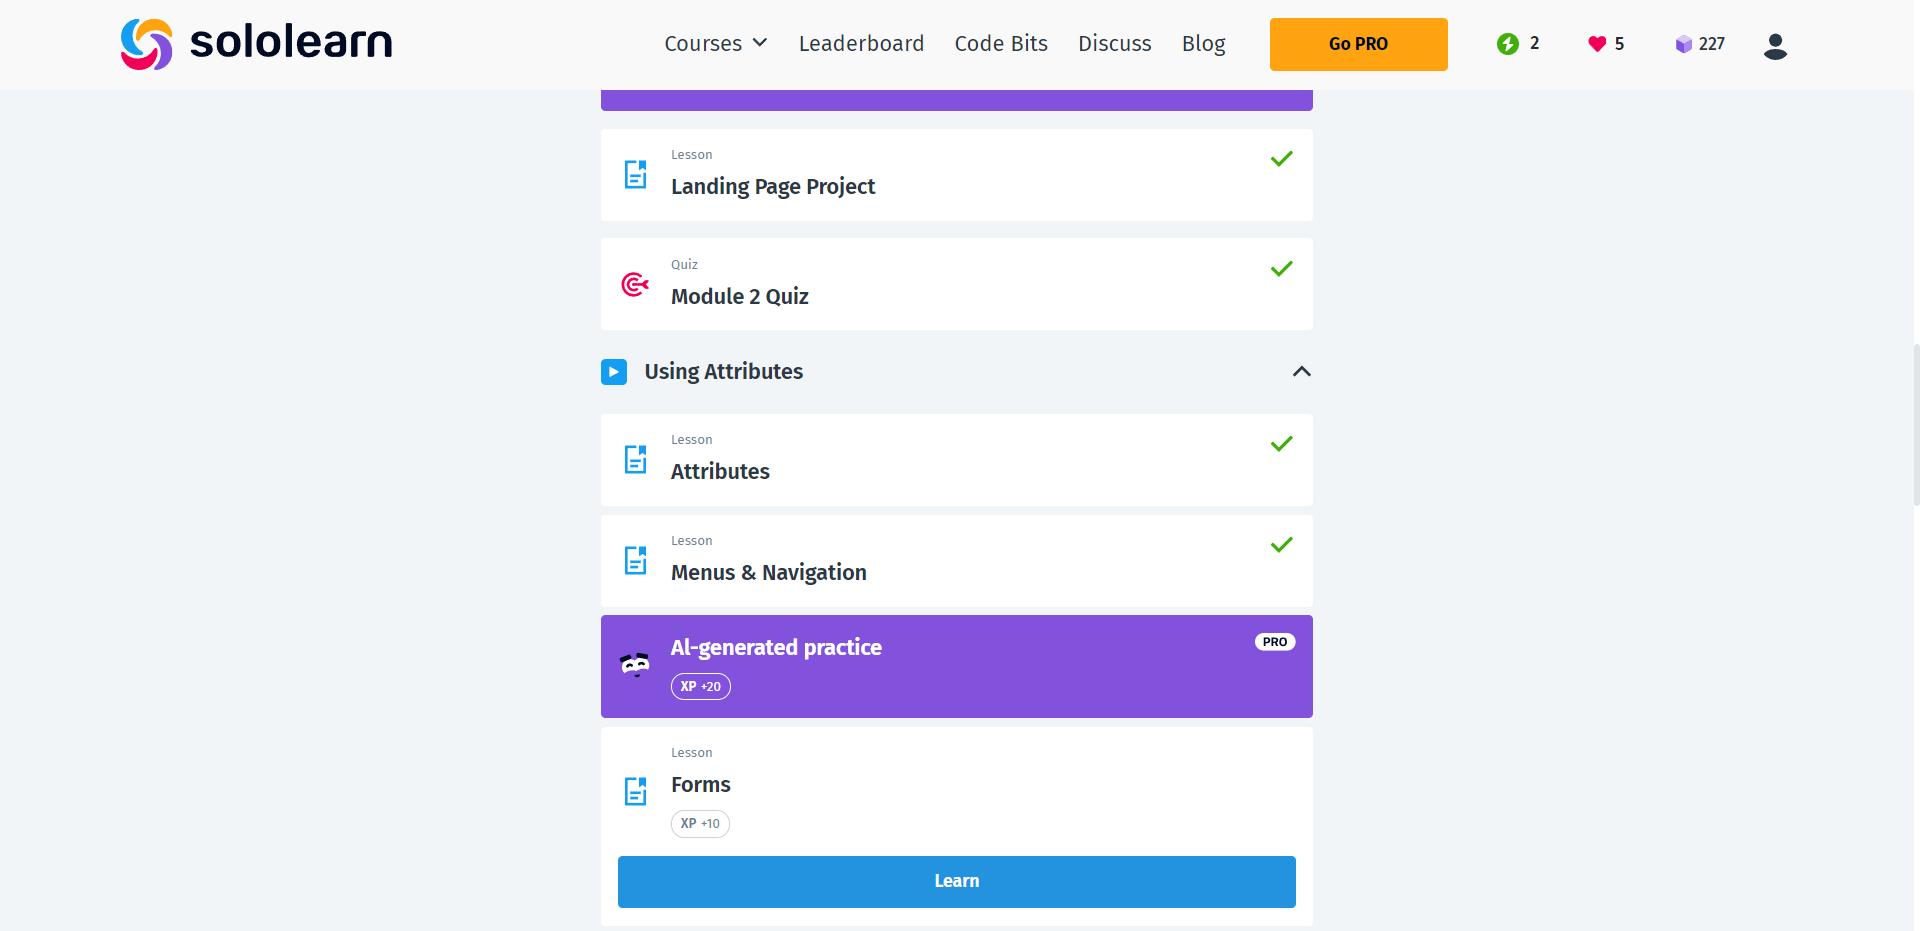 sololearn
Courses Leaderboard Code Bits Discuss Blog Go PRO 2 5 227
Lesson
Landing Page Project
Quiz
Module 2 Quiz
Using Attributes
Lesson
Attributes
Lesson
Menus & Navigation
AI-generated practice PRO
XP +20
Lesson
Forms
XP +10
Learn